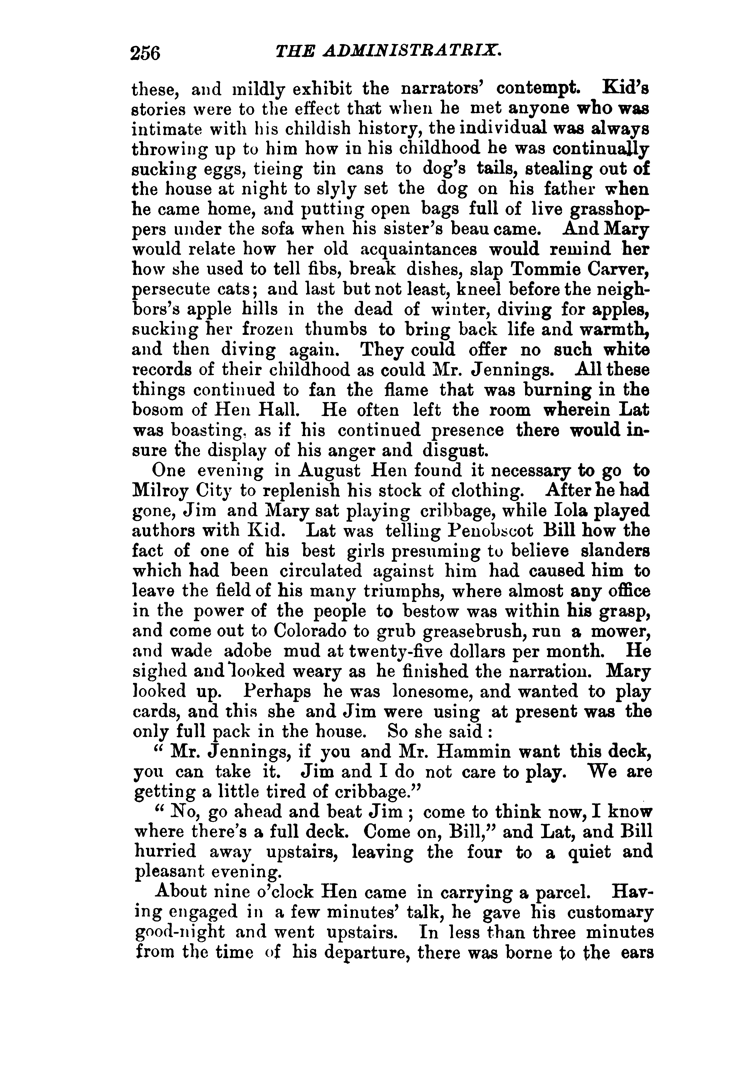 256 THE ADMINISTRATRIX.
these, and mildly exhibit the narrators' contempt. Kid's
stories were to the effect that when he met anyone who was
intimate with his childish history, the individual was always
throwing up to him how in his childhood he was continually
sucking eggs, tieing tin cans to dog's tails, stealing out of
the house at night to slyly set the dog on his father when
he came home, and putting open bags full of live grasshop-
pers under the sofa when his sister's beau came. And Mary
would relate how her old acquaintances would remind her
how she used to tell fibs, break dishes, slap Tommie Carver,
persecute cats; and last but not least, kneel before the neigh-
bors's apple hills in the dead of winter, diving for apples,
sucking her frozen thumbs to bring back life and warmth,
and then diving again. They could offer no such white
records of their childhood as could Mr. Jennings. All these
things continued to fan the flame that was burning in the
bosom of Hen Hall. He often left the room wherein Lat
was boasting, as if his continued presence there would in-
sure the display of his anger and disgust.
One evening in August Hen found it necessary to go to
Milroy City to replenish his stock of clothing. After he had
gone, Jim and Mary sat playing cribbage, while Iola played
authors with Kid. Lat was telling Penobscot Bill how the
fact of one of his best girls presuming to believe slanders
which had been circulated against him had caused him to
leave the field of his many triumphs, where almost any office
in the power of the people to bestow was within his grasp,
and come out to Colorado to grub greasebrush, run a mower,
and wade adobe mud at twenty-five dollars per month. He
sighed and looked weary as he finished the narration. Mary
looked up. Perhaps he was lonesome, and wanted to play
cards, and this she and Jim were using at present was the
only full pack in the house. So she said:
"Mr. Jennings, if you and Mr. Hammin want this deck,
you can take it. Jim and I do not care to play. We are
getting a little tired of cribbage."
"No, go ahead and beat Jim; come to think now, I know
where there's a full deck. Come on, Bill," and Lat, and Bill
hurried away upstairs, leaving the four to a quiet and
pleasant evening.
About nine o'clock Hen came in carrying a parcel. Hav-
ing engaged in a few minutes' talk, he gave his customary
good-night and went upstairs. In less than three minutes
from the time of his departure, there was borne to the ears